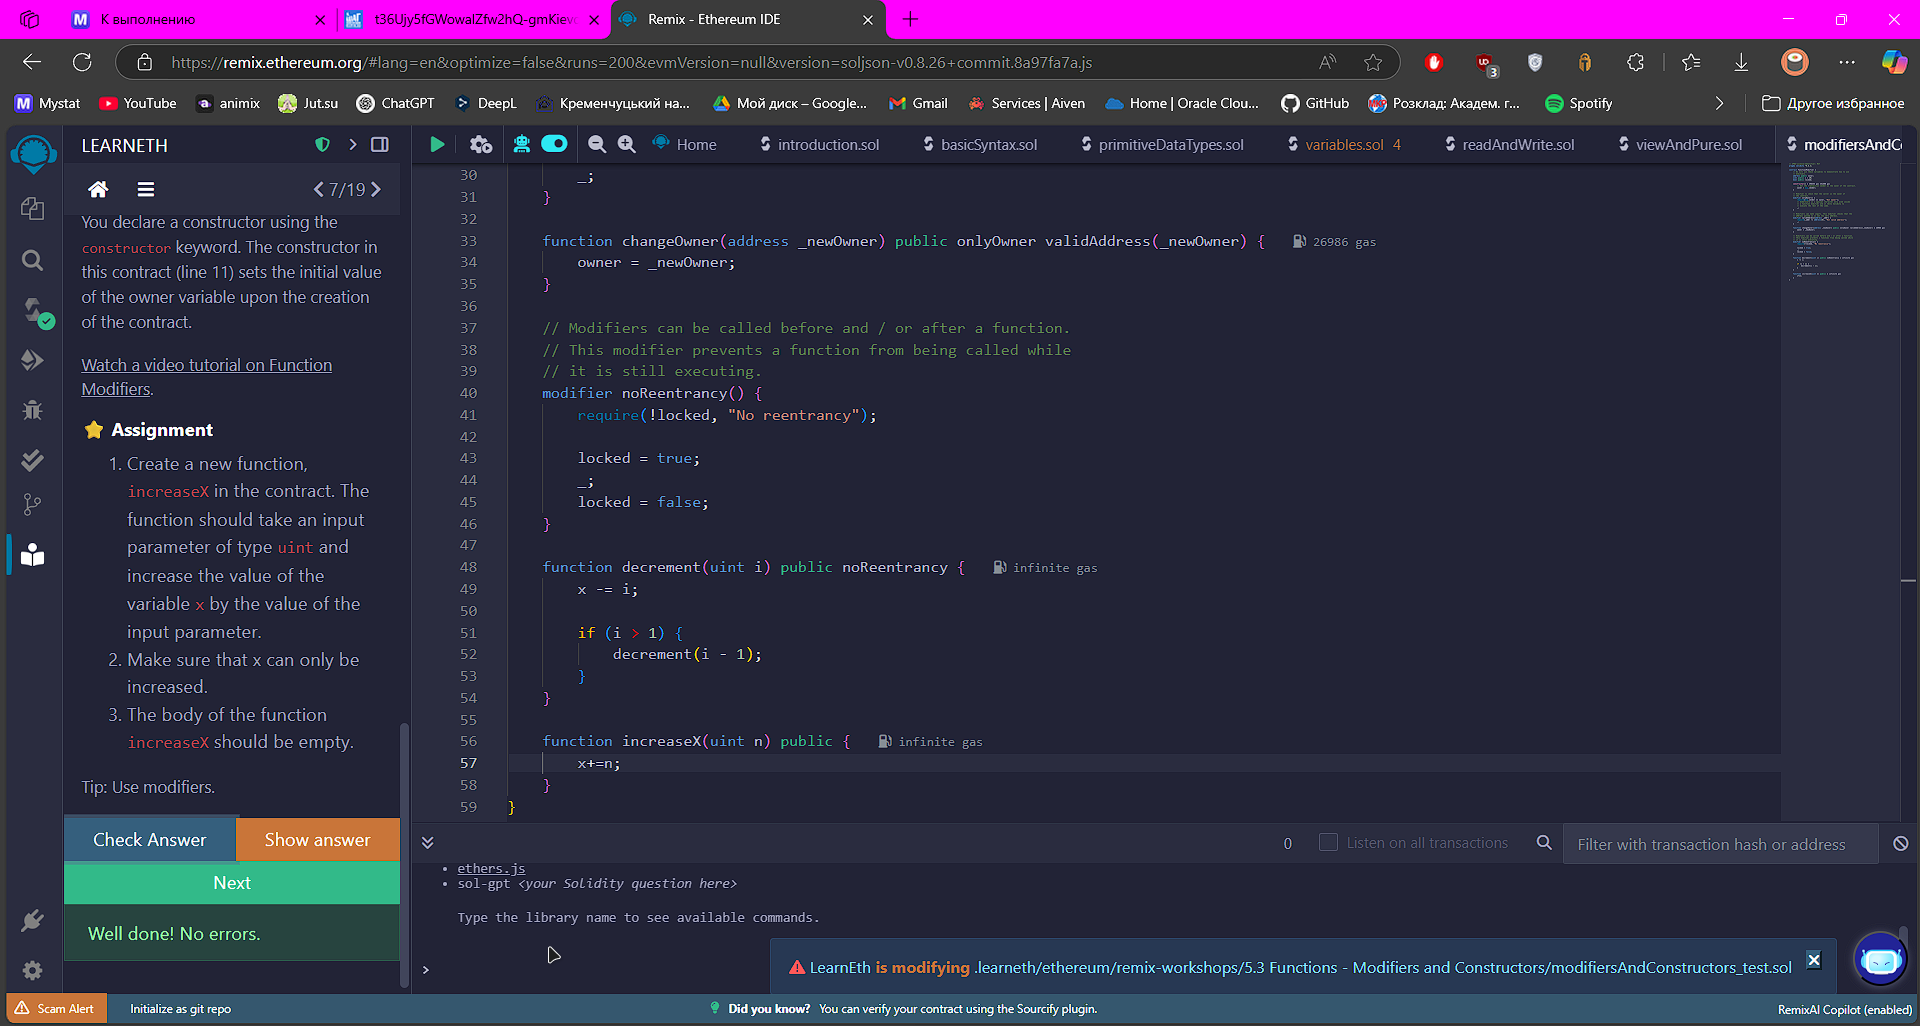 К выполнению
t36Ujy5fGWowalZfw2hQ-gmKiev
Remix - Ethereum IDE
https://remix.ethereum.org/#lang=en&optimize=false&runs=200&evmVersion=null&version=soljson-v0.8.26+commit.8a97fa7a.js
Mystat YouTube animix Jut.su ChatGPT DeepL Кременчуцький на... Мой диск – Google... Gmail Services | Aiven Home | Oracle Clou... GitHub Розклад: Академ. г... Spotify Другое избранное
LEARNETH
7/19
You declare a constructor using the
constructor keyword. The constructor in
this contract (line 11) sets the initial value
of the owner variable upon the creation
of the contract.
Watch a video tutorial on Function
Modifiers.
Assignment
1. Create a new function,
increaseX in the contract. The
function should take an input
parameter of type uint and
increase the value of the
variable x by the value of the
input parameter.
2. Make sure that x can only be
increased.
3. The body of the function
increaseX should be empty.
Tip: Use modifiers.
Check Answer Show answer
Next
Well done! No errors.
Home introduction.sol basicSyntax.sol primitiveDataTypes.sol variables.sol 4 readAndWrite.sol viewAndPure.sol modifiersAndCo
30 _;
31 }
32
33 function changeOwner(address _newOwner) public onlyOwner validAddress(_newOwner) { 26986 gas
34 owner = _newOwner;
35 }
36
37 // Modifiers can be called before and / or after a function.
38 // This modifier prevents a function from being called while
39 // it is still executing.
40 modifier noReentrancy() {
41 require(!locked, "No reentrancy");
42
43 locked = true;
44 _;
45 locked = false;
46 }
47
48 function decrement(uint i) public noReentrancy { infinite gas
49 x -= i;
50
51 if (i > 1) {
52 decrement(i - 1);
53 }
54 }
55
56 function increaseX(uint n) public { infinite gas
57 x+=n;
58 }
59 }
0 Listen on all transactions Filter with transaction hash or address
• ethers.js
• sol-gpt <your Solidity question here>
Type the library name to see available commands.
>
LearnEth is modifying .learneth/ethereum/remix-workshops/5.3 Functions - Modifiers and Constructors/modifiersAndConstructors_test.sol
Scam Alert Initialize as git repo Did you know? You can verify your contract using the Sourcify plugin. RemixAI Copilot (enabled)